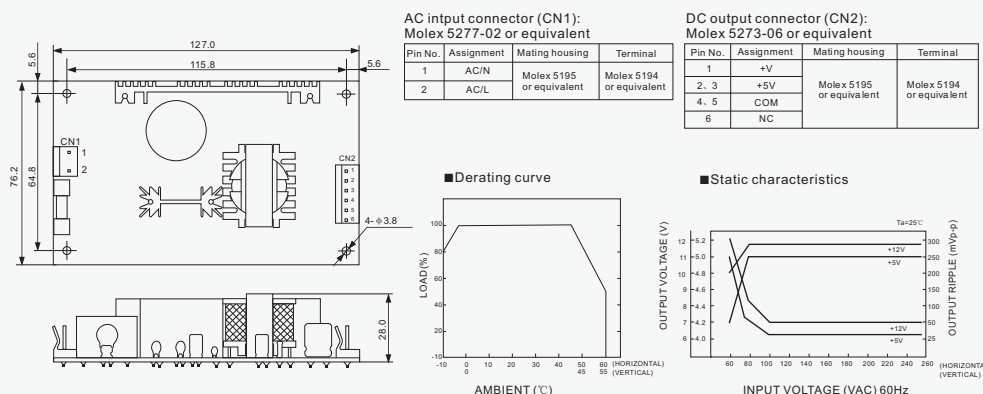 AC intput connector (CN1):
Molex 5277-02 or equivalent
Pin No. Assignment Mating housing Terminal
1 AC/N Molex 5195 or equivalent Molex 5194 or equivalent
2 AC/L
DC output connector (CN2):
Molex 5273-06 or equivalent
Pin No. Assignment Mating housing Terminal
1 +V Molex 5195 or equivalent Molex 5194 or equivalent
2、3 +5V
4、5 COM
6 NC
127.0
115.8
5.6
5.6
76.2
64.8
CN1
1
2
CN2
1
2
3
4
5
6
4-ϕ3.8
28.0
■Derating curve
LOAD(%)
100
80
60
40
20
-10
-10 0 10 20 30 40 50 60 (HORIZONTAL)
0 45 55 (VERTICAL)
AMBIENT (℃)
■Static characteristics
Ta=25℃
OUTPUT VOLTAGE (V)
12 5.2
11 5.0
10 4.8
9 4.6
8 4.4
7 4.2
6 4.0
+12V
+5V
+12V
+5V
300
250
200
150
100
50
25
OUTPUT RIPPLE (mVp-p)
60 80 100 120 140 160 180 200 220 240 260
(HORIZONTAL)
(VERTICAL)
INPUT VOLTAGE (VAC) 60Hz